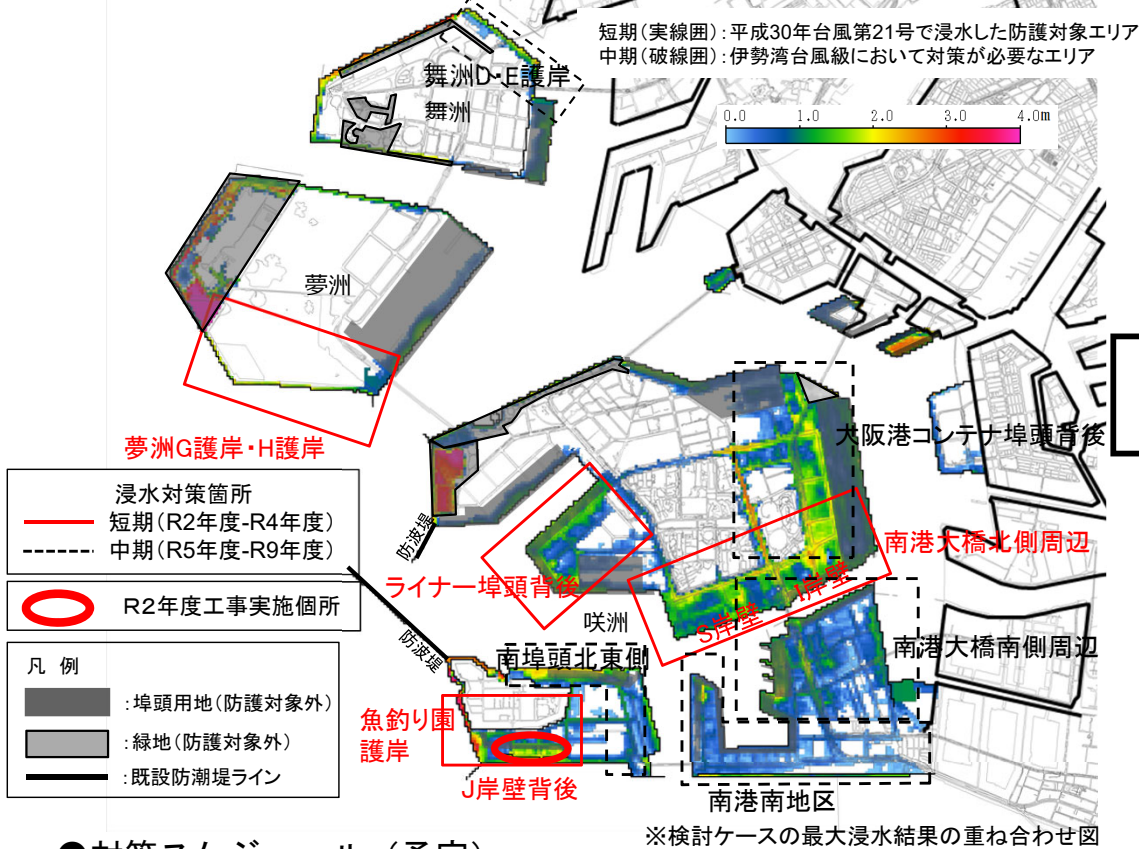 短期(実線囲):平成30年台風第21号で浸水した防護対象エリア
中期(破線囲):伊勢湾台風級において対策が必要なエリア
0.0 1.0 2.0 3.0 4.0m
舞洲D・E護岸
舞洲
夢洲
夢洲G護岸・H護岸
大阪港コンテナ埠頭背後
浸水対策箇所
短期(R2年度-R4年度)
中期(R5年度-R9年度)
R2年度工事実施個所
凡 例
:埠頭用地(防護対象外)
:緑地(防護対象外)
:既設防潮堤ライン
防波堤
防波堤
ライナー埠頭背後
南港大橋北側周辺
S岸壁
I岸壁
咲洲
南埠頭北東側
南港大橋南側周辺
魚釣り園
護岸
J岸壁背後
南港南地区
※検討ケースの最大浸水結果の重ね合わせ図